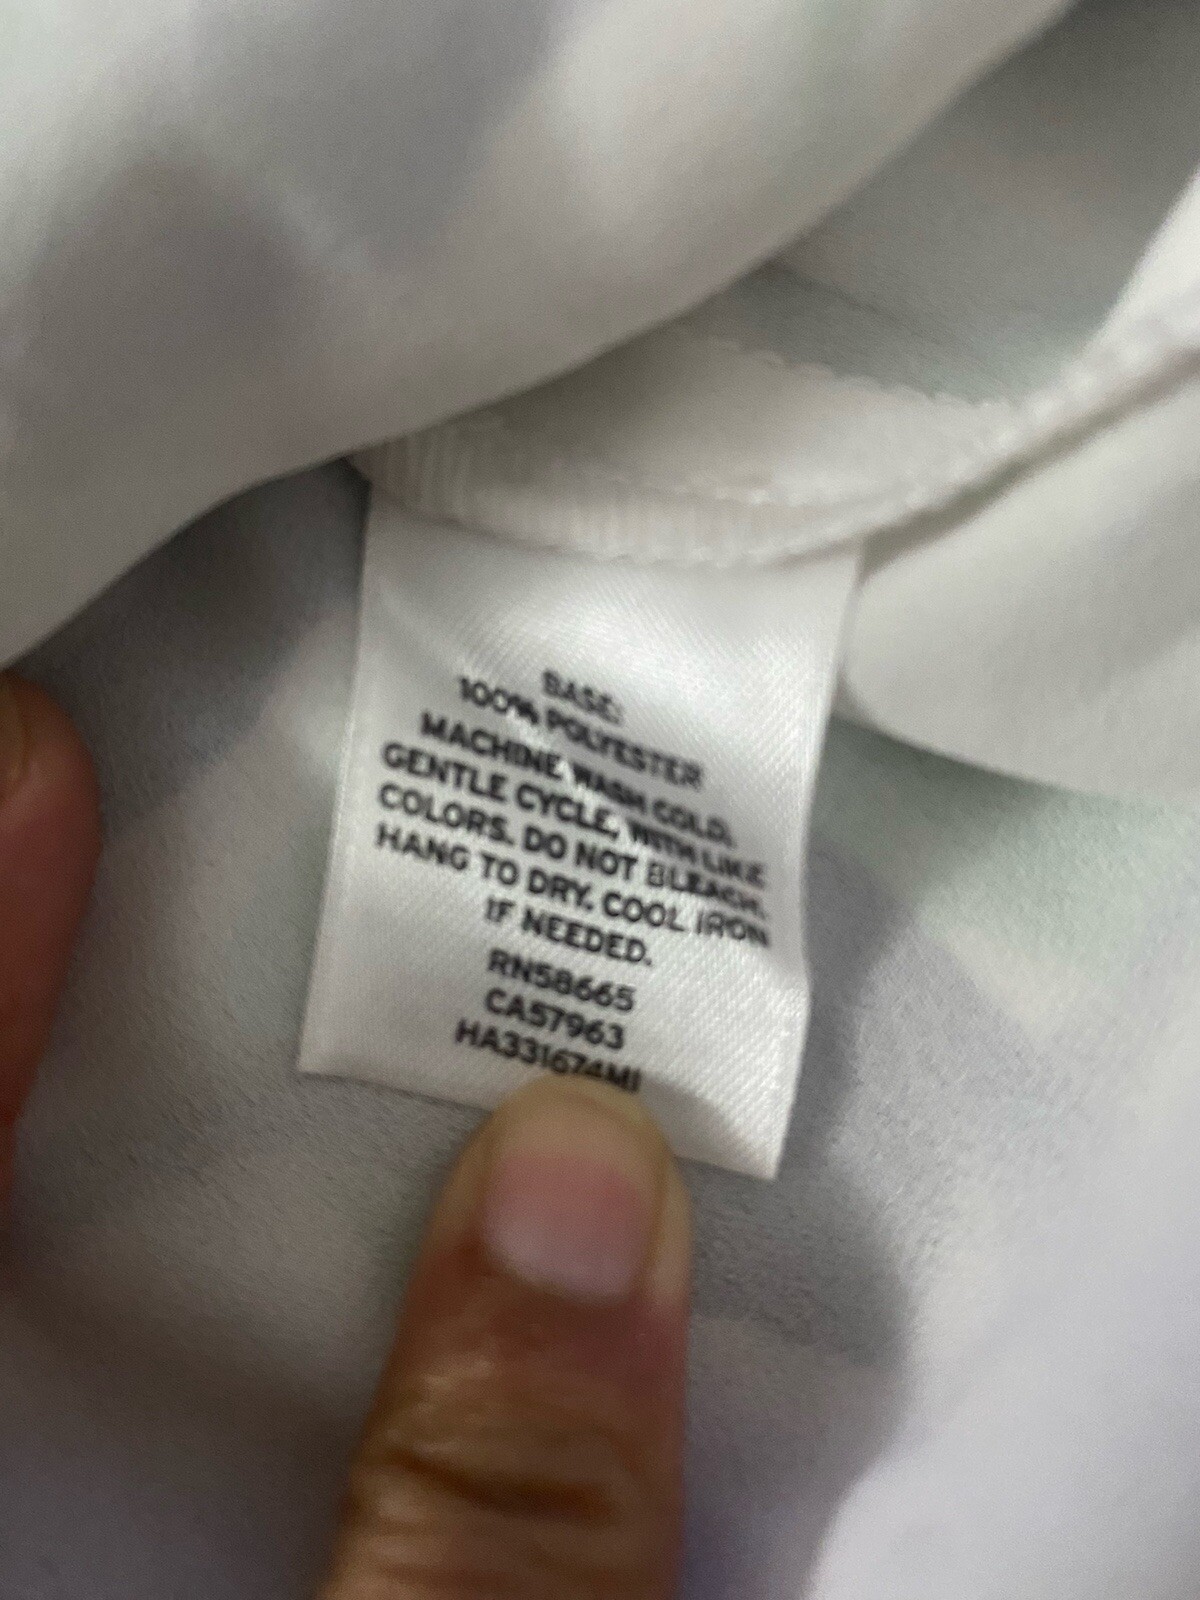 BASE:
100% POLYESTER
MACHINE WASH COLD.
GENTLE CYCLE, WITH LIKE
COLORS. DO NOT BLEACH.
HANG TO DRY. COOL IRON
IF NEEDED.
RN58665
CA57963
HA331674MI